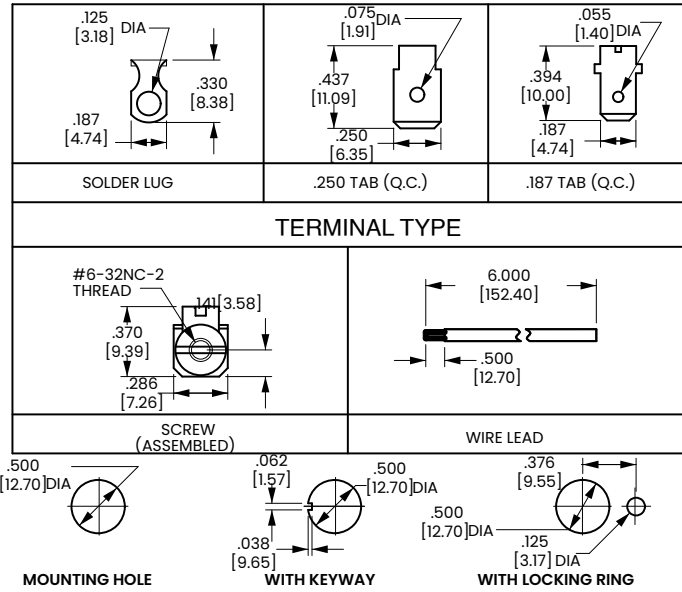 .125
[3.18] DIA
.330
[8.38]
.187
[4.74]
SOLDER LUG
.075
[1.91] DIA
.437
[11.09]
.250
[6.35]
.250 TAB (Q.C.)
.055
[1.40] DIA
.394
[10.00]
.187
[4.74]
.187 TAB (Q.C.)
TERMINAL TYPE
#6-32NC-2
THREAD
.141[3.58]
.370
[9.39]
.286
[7.26]
SCREW
(ASSEMBLED)
6.000
[152.40]
.500
[12.70]
WIRE LEAD
.500
[12.70]DIA
MOUNTING HOLE
.062
[1.57]
.500
[12.70]DIA
.038
[9.65]
WITH KEYWAY
.376
[9.55]
.500
[12.70]DIA
.125
[3.17] DIA
WITH LOCKING RING